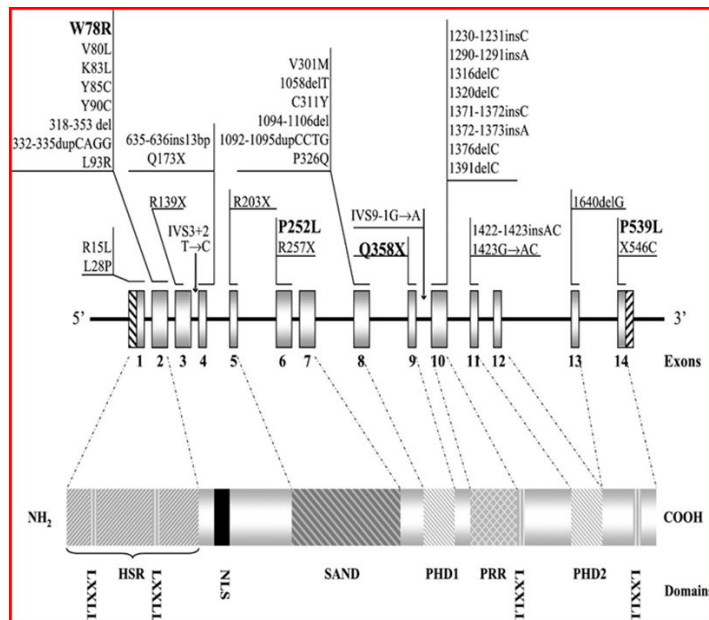 W78R
V80L
K83L
Y85C
Y90C
318-353 del
332-335dupCAGG
L93R
R15L
L28P
R139X
IVS3+2
T→C
635-636ins13bp
Q173X
R203X
P252L
R257X
V301M
1058delT
C311Y
1094-1106del
1092-1095dupCCTG
P326Q
Q358X
IVS9-1G→A
1230-1231insC
1290-1291insA
1316delC
1320delC
1371-1372insC
1372-1373insA
1376delC
1391delC
1422-1423insAC
1423G→AC
1640delG
P539L
X546C
5’ 3’
1 2 3 4 5 6 7 8 9 10 11 12 13 14
Exons
NH2 COOH
HSR NLS SAND PHD1 PRR PHD2
LXXLL LXXLL LXXLL LXXLL
Domains